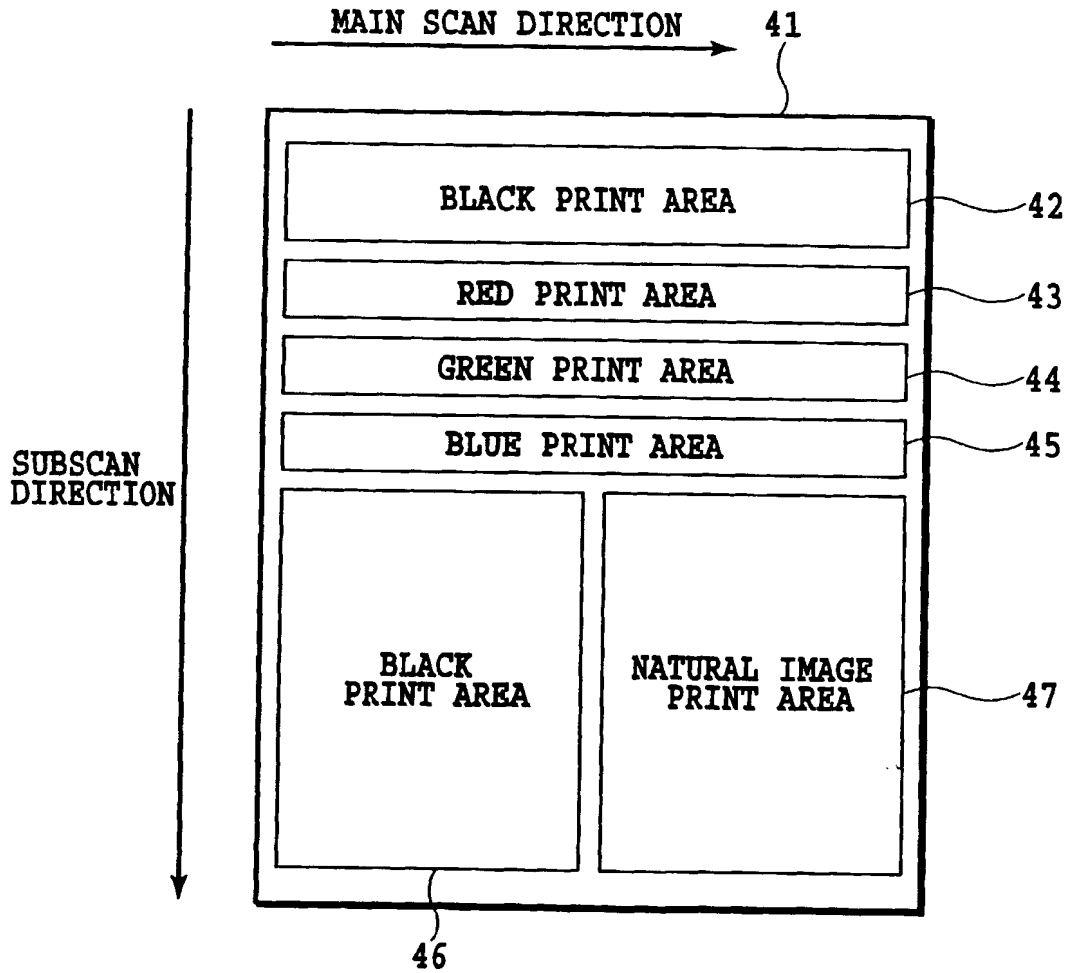 MAIN SCAN DIRECTION
41
BLACK PRINT AREA
42
RED PRINT AREA
43
GREEN PRINT AREA
44
BLUE PRINT AREA
45
SUBSCAN
DIRECTION
BLACK
PRINT AREA
NATURAL IMAGE
PRINT AREA
47
46